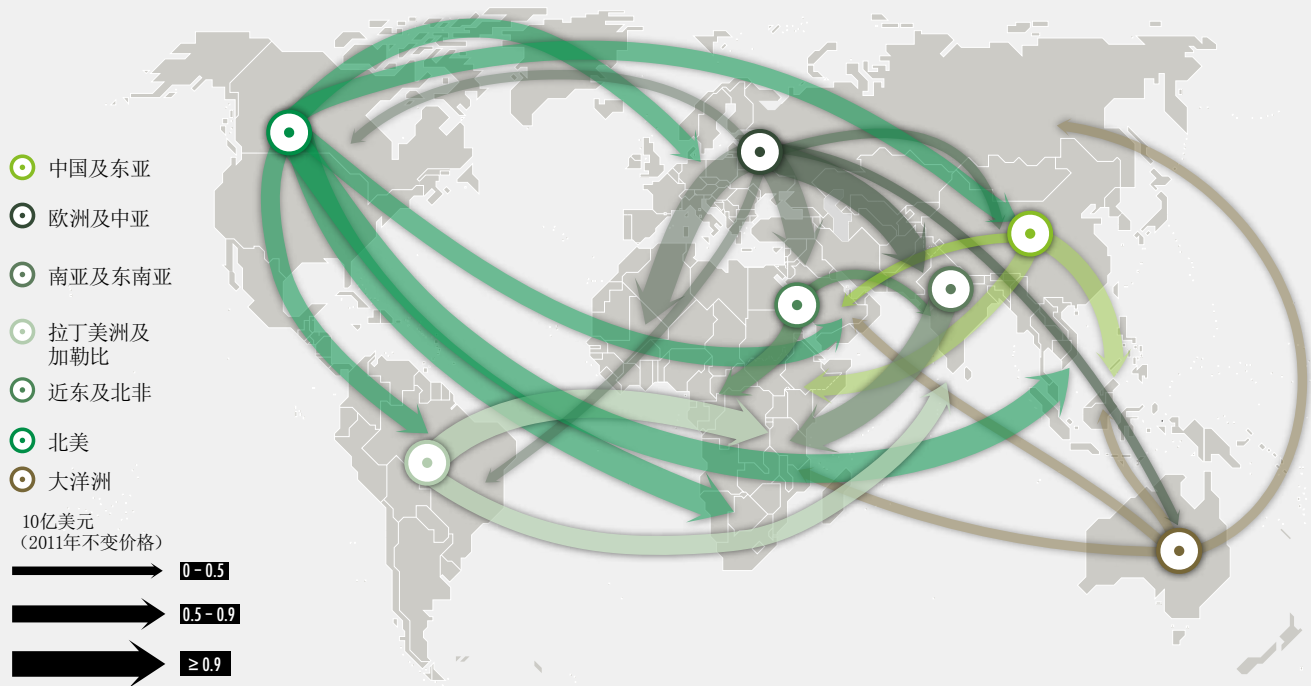 中国及东亚
欧洲及中亚
南亚及东南亚
拉丁美洲及
加勒比
近东及北非
北美
大洋洲
10亿美元
（2011年不变价格）
0 – 0.5
0.5 – 0.9
≥ 0.9